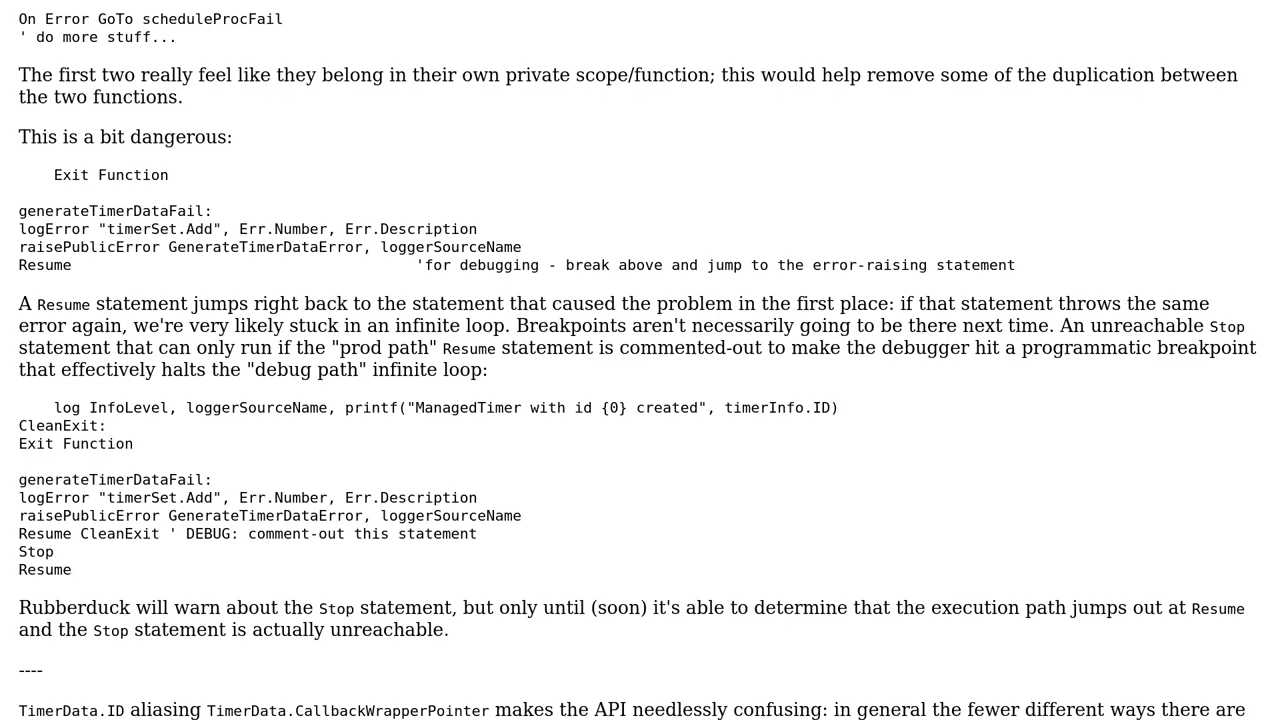 On Error GoTo scheduleProcFail
' do more stuff...
The first two really feel like they belong in their own private scope/function; this would help remove some of the duplication between
the two functions.
This is a bit dangerous:
Exit Function
generateTimerDataFail:
logError "timerSet.Add", Err.Number, Err.Description
raisePublicError GenerateTimerDataError, loggerSourceName
Resume 'for debugging - break above and jump to the error-raising statement
A Resume statement jumps right back to the statement that caused the problem in the first place: if that statement throws the same
error again, we're very likely stuck in an infinite loop. Breakpoints aren't necessarily going to be there next time. An unreachable Stop
statement that can only run if the "prod path" Resume statement is commented-out to make the debugger hit a programmatic breakpoint
that effectively halts the "debug path" infinite loop:
log InfoLevel, loggerSourceName, printf("ManagedTimer with id {0} created", timerInfo.ID)
CleanExit:
Exit Function
generateTimerDataFail:
logError "timerSet.Add", Err.Number, Err.Description
raisePublicError GenerateTimerDataError, loggerSourceName
Resume CleanExit ' DEBUG: comment-out this statement
Stop
Resume
Rubberduck will warn about the Stop statement, but only until (soon) it's able to determine that the execution path jumps out at Resume
and the Stop statement is actually unreachable.
----
TimerData.ID aliasing TimerData.CallbackWrapperPointer makes the API needlessly confusing: in general the fewer different ways there are